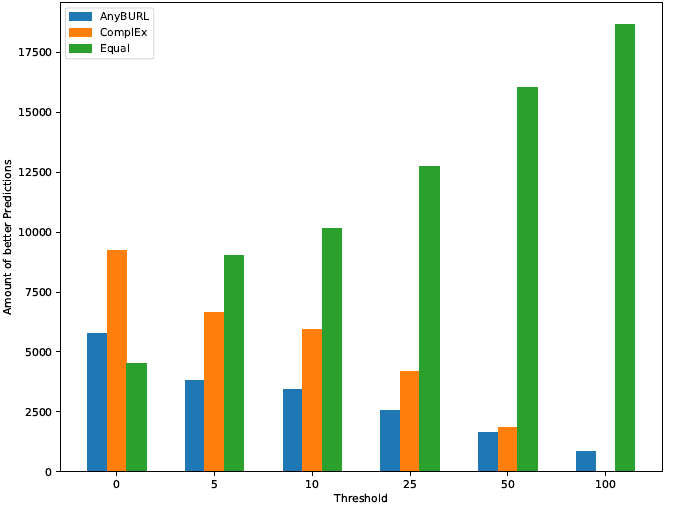 AnyBURL
ComplEx
Equal
17500
15000
12500
10000
7500
5000
2500
0
Amount of better Predictions
0 5 10 25 50 100
Threshold